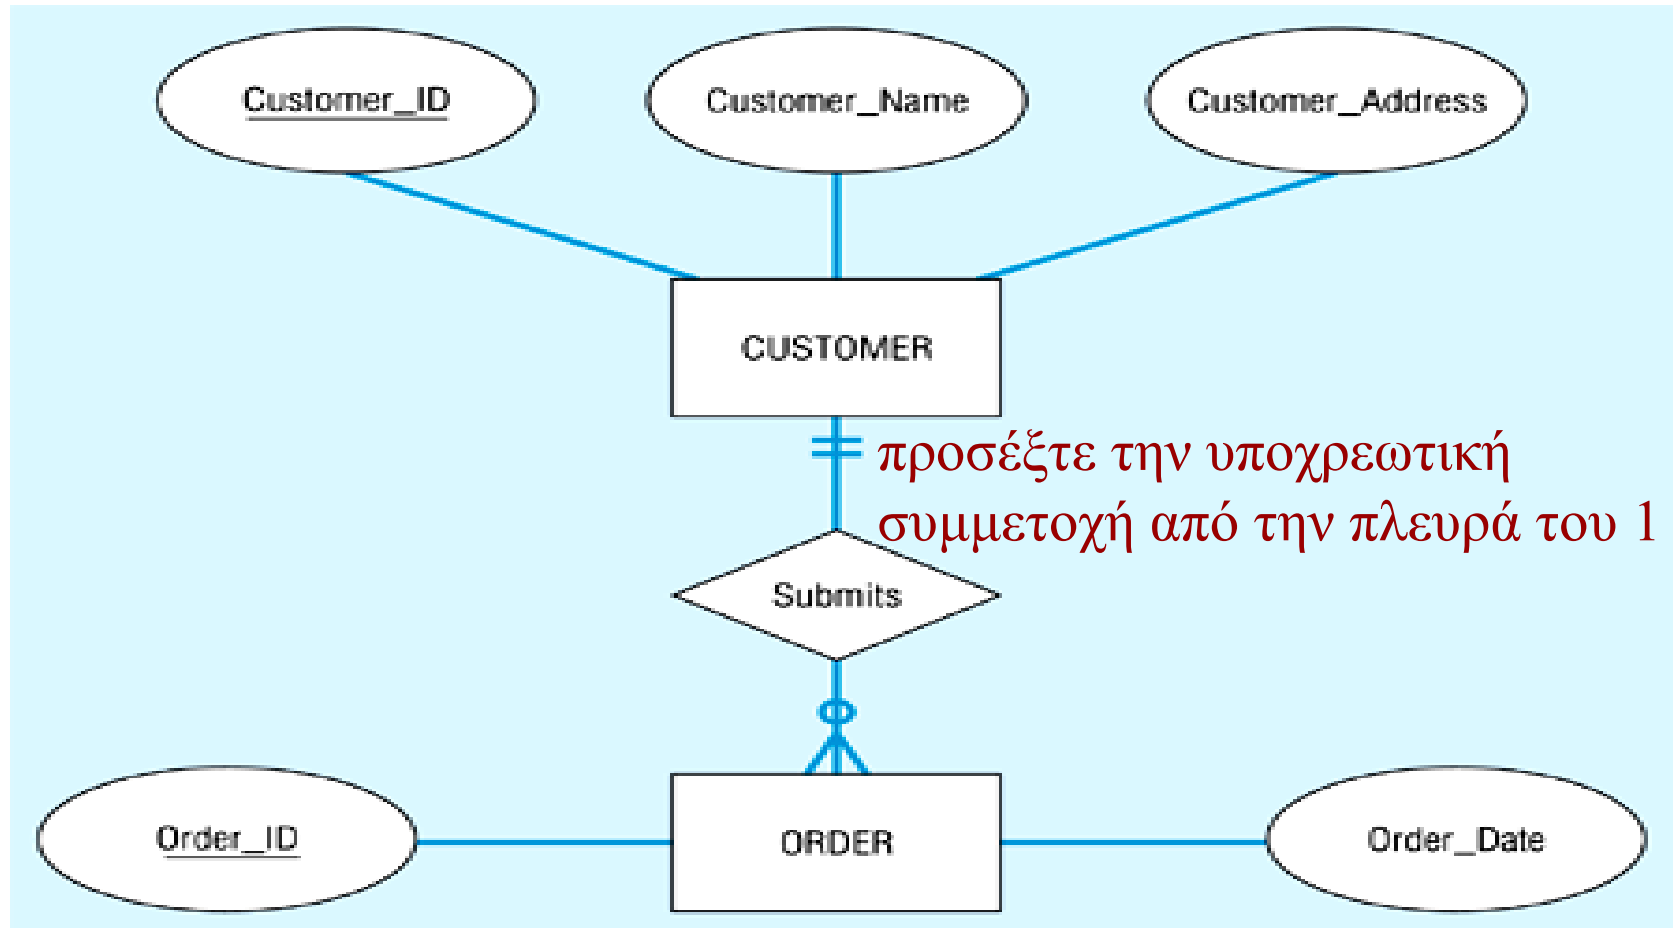 Customer_ID
Customer_Name
Customer_Address
CUSTOMER
προσέξτε την υποχρεωτική
συμμετοχή από την πλευρά του 1
Submits
Order_ID
ORDER
Order_Date